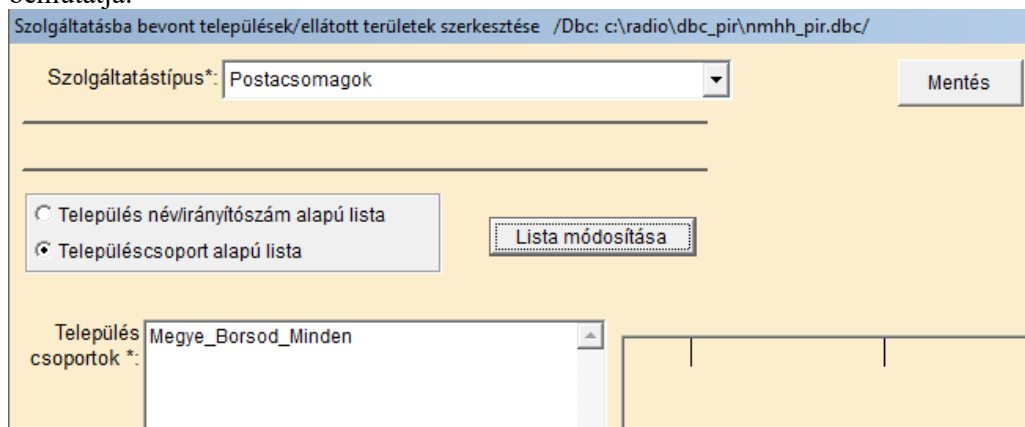 bemutatja.
Szolgáltatásba bevont települések/ellátott területek szerkesztése /Dbc: c:\radio\dbc_pir\nmhh_pir.dbc/
Szolgáltatástípus*: Postacsomagok
Mentés
Település név/irányítószám alapú lista
Településcsoport alapú lista
Lista módosítása
Település
csoportok *:
Megye_Borsod_Minden